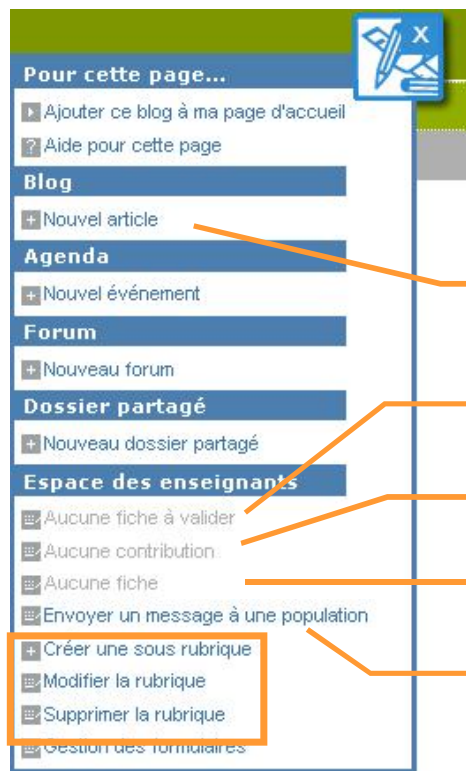 X
Pour cette page...
Ajouter ce blog à ma page d'accueil
? Aide pour cette page
Blog
+ Nouvel article
Agenda
+ Nouvel événement
Forum
+ Nouveau forum
Dossier partagé
+ Nouveau dossier partagé
Espace des enseignants
Aucune fiche à valider
Aucune contribution
Aucune fiche
Envoyer un message à une population
+ Créer une sous rubrique
Modifier la rubrique
Supprimer la rubrique
Gestion des formulaires